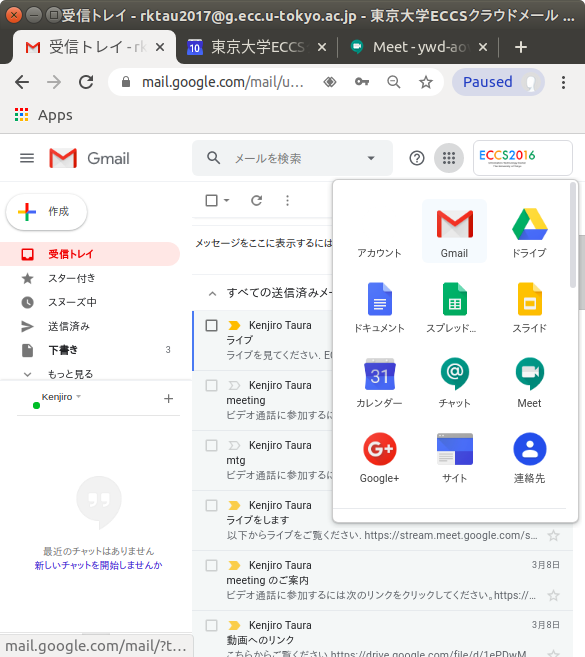 受信トレイ - rktau2017@g.ecc.u-tokyo.ac.jp - 東京大学ECCSクラウドメール
受信トレイ - rk
10
東京大学ECCS
Meet - ywd-ao
mail.google.com/mail/u...
Paused
Apps
Gmail
メールを検索
ECCS2016
作成
受信トレイ
スター付き
スヌーズ中
送信済み
下書き 3
もっと見る
Kenjiro
最近のチャットはありません
新しいチャットを開始しませんか
mail.google.com/mail/?t...
メッセージをここに表示するには
すべての送信済みメー
Kenjiro Taura
ライブ
ライブを見てください. EC
Kenjiro Taura
meeting
ビデオ通話に参加するには
Kenjiro Taura
mtg
ビデオ通話に参加するには
Kenjiro Taura
ライブをします
以下からライブをご覧ください. https://stream.meet.google.com/s...
Kenjiro Taura 3月8日
meeting のご案内
ビデオ通話に参加するには次のリンクをクリックしてください。https://...
Kenjiro Taura 3月8日
動画へのリンク
こちらからご覧ください https://drive.google.com/file/d/1ePDwM
アカウント
Gmail
ドライブ
ドキュメント
スプレッド...
スライド
31
カレンダー
チャット
Meet
G+
Google+
サイト
連絡先